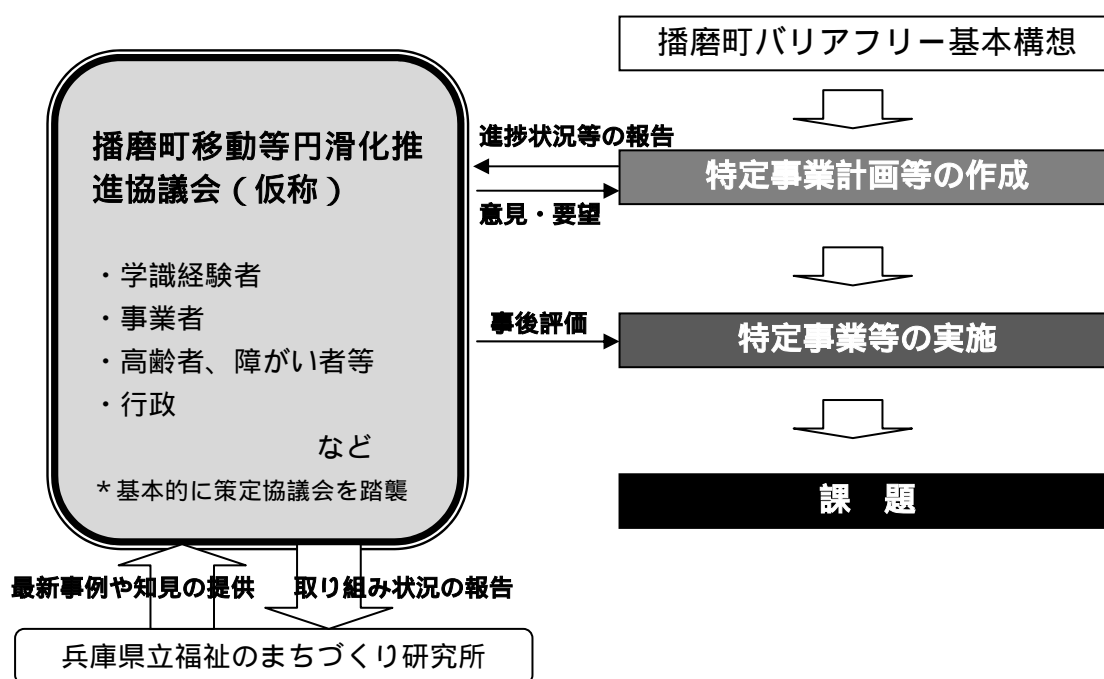 播磨町バリアフリー基本構想
播磨町移動等円滑化推
進協議会（仮称）
・学識経験者
・事業者
・高齢者、障がい者等
・行政
など
*基本的に策定協議会を踏襲
進捗状況等の報告
意見・要望
特定事業計画等の作成
事後評価
特定事業等の実施
課　題
最新事例や知見の提供
取り組み状況の報告
兵庫県立福祉のまちづくり研究所